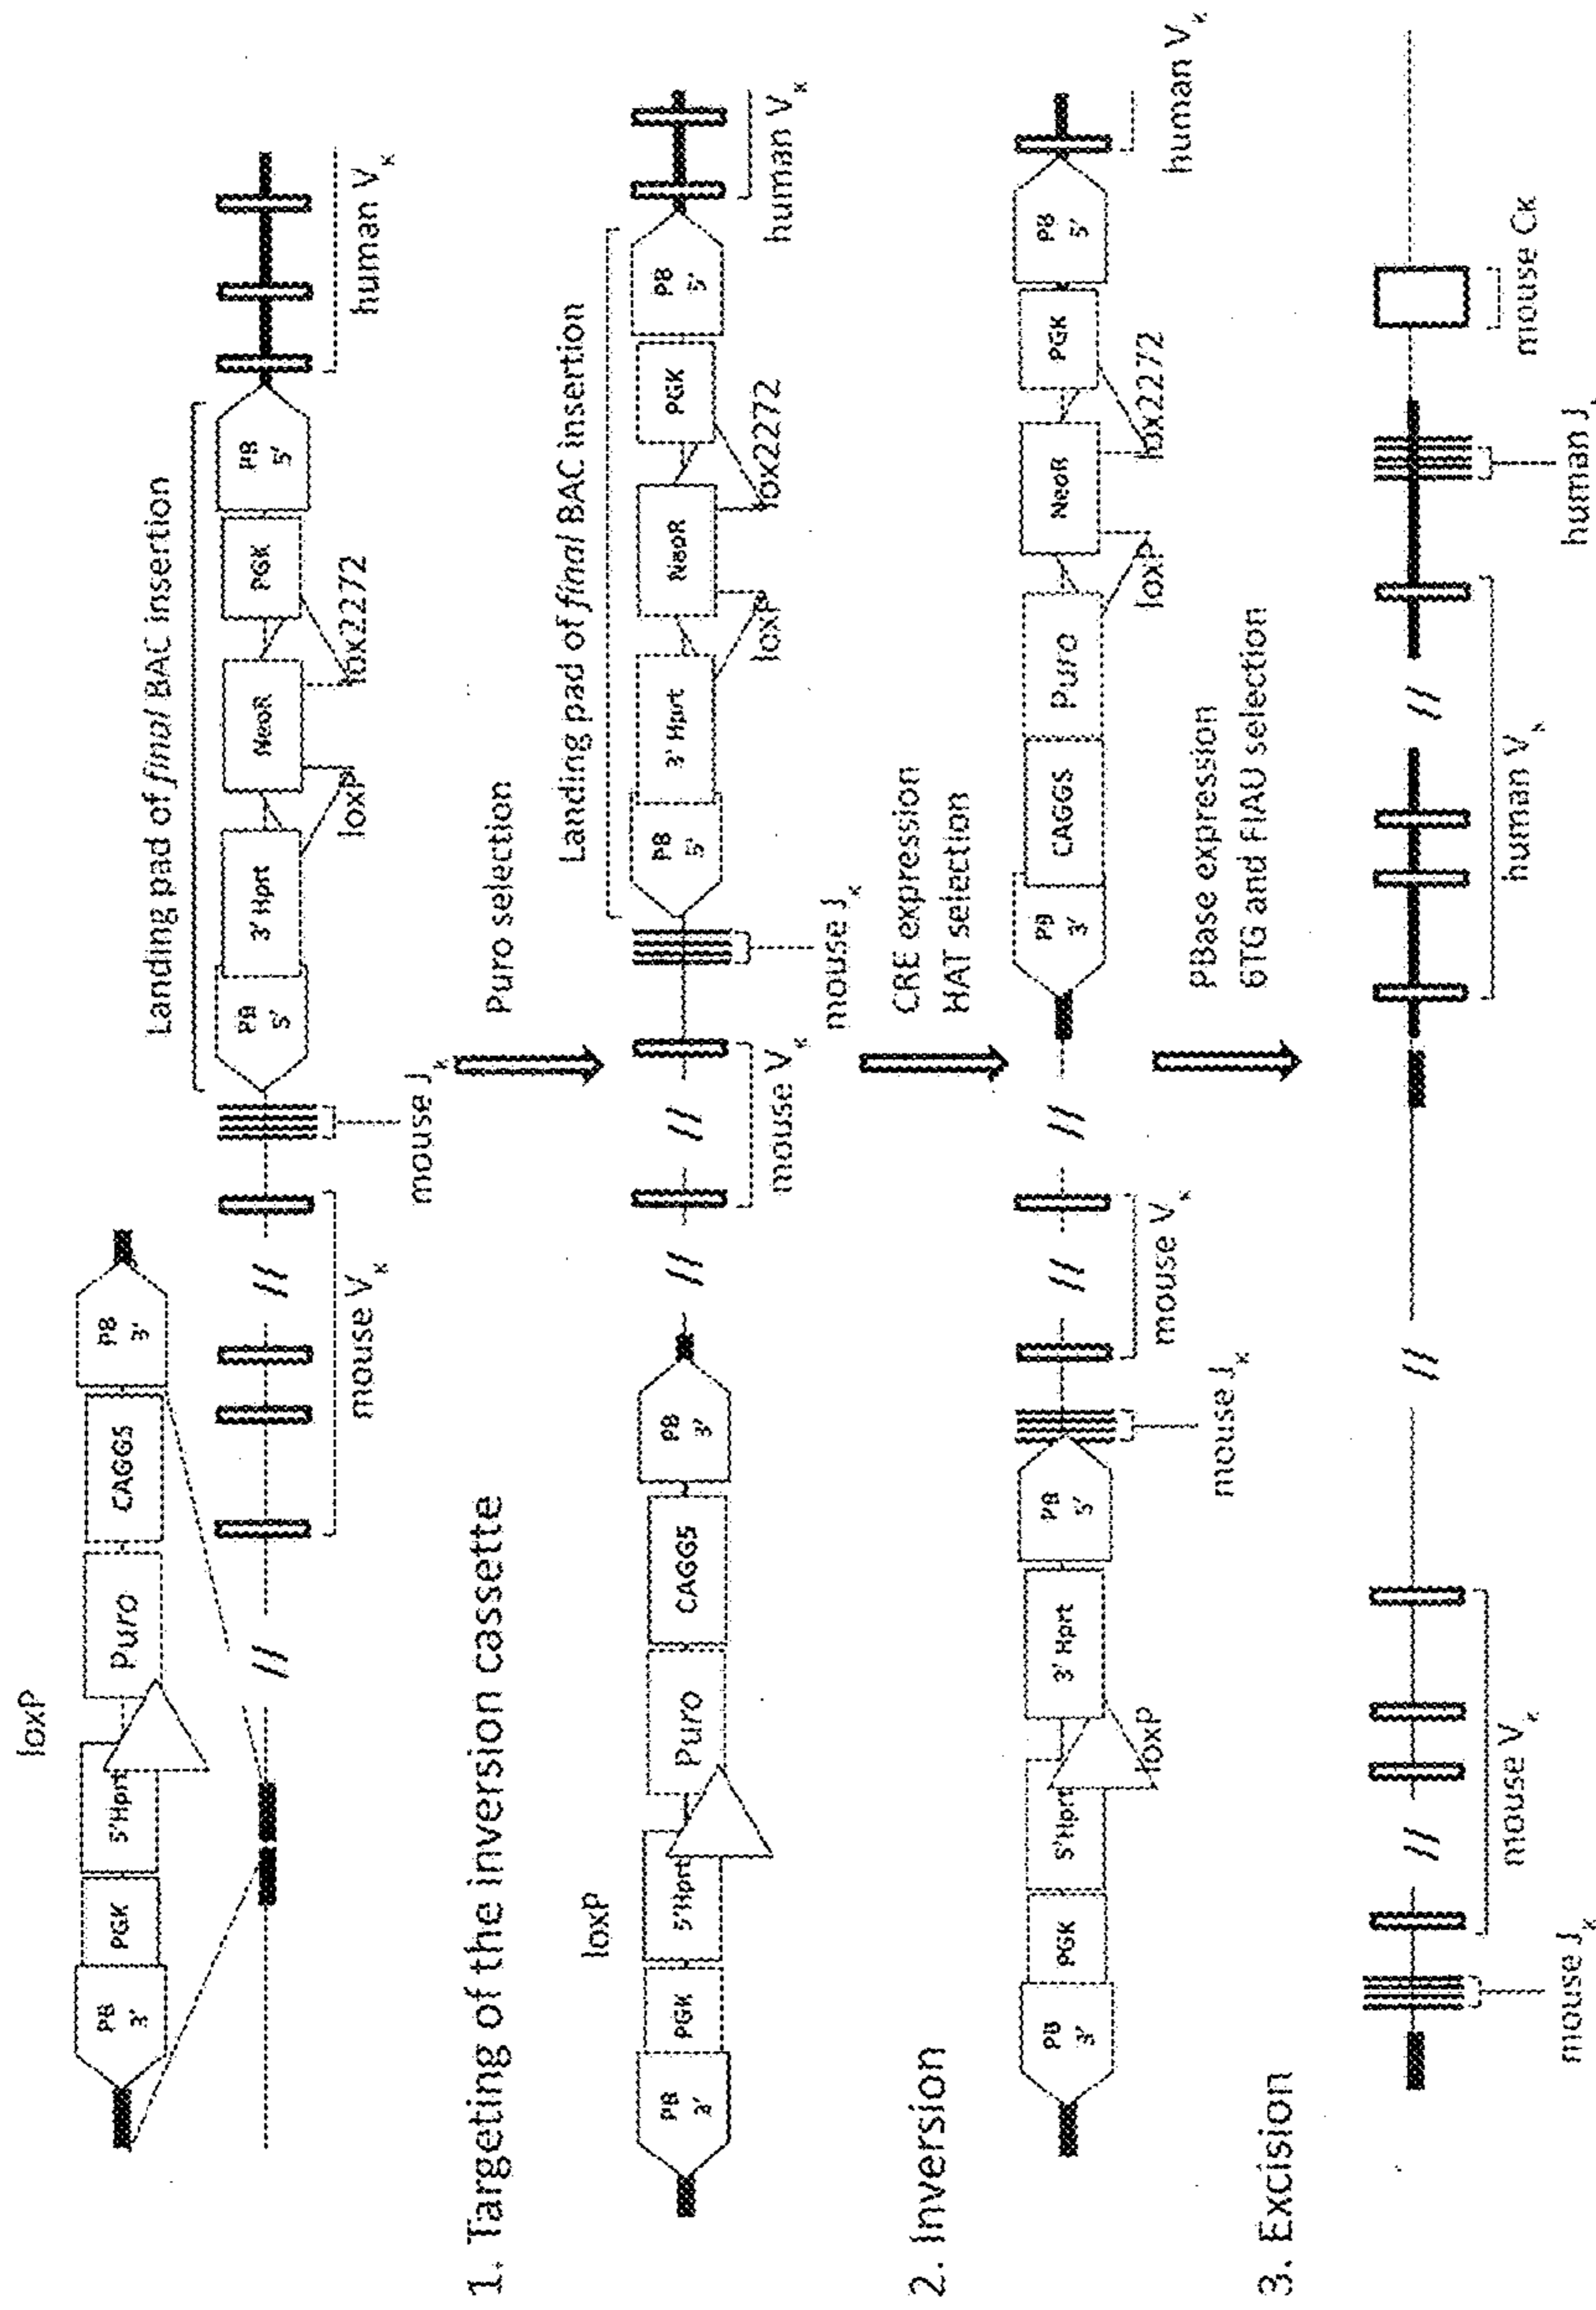 loxP
PB 3'
PGK
5'Hprt
Puro
CAGGS
PB 3'
Landing pad of final BAC insertion
PB 5'
3' Hprt
NeoR
PGK
PB 5'
//
//
mouse Vκ
mouse Jκ
loxP
lox2272
human Vκ
1. Targeting of the inversion cassette
Puro selection
loxP
Landing pad of final BAC insertion
PB 3'
PGK
5'Hprt
Puro
CAGGS
PB 3'
//
//
PB 5'
3' Hprt
NeoR
PGK
PB 5'
mouse Vκ
mouse Jκ
loxP
lox2272
human Vκ
2. Inversion
CRE expression
HAT selection
PB 3'
PGK
5'Hprt
3' Hprt
PB 5'
//
//
PB 3'
CAGGS
Puro
NeoR
PGK
PB 5'
loxP
mouse Jκ
mouse Vκ
loxP
lox2272
human Vκ
3. Excision
PBase expression
6TG and FIAU selection
//
//
//
mouse Jκ
mouse Vκ
human Vκ
human Jκ
mouse Cκ